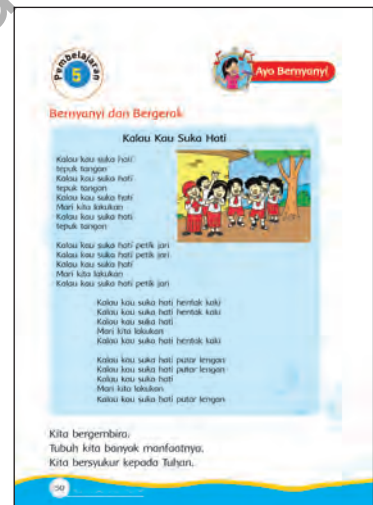 Pembelajaran
5
Ayo Bernyanyi
Bernyanyi dan Bergerak
Kalau Kau Suka Hati
Kalau kau suka hati
tepuk tangan
Kalau kau suka hati
tepuk tangan
Kalau kau suka hati
Mari kita lakukan
Kalau kau suka hati
tepuk tangan
Kalau kau suka hati petik jari
Kalau kau suka hati petik jari
Kalau kau suka hati
Mari kita lakukan
Kalau kau suka hati petik jari
Kalau kau suka hati hentak kaki
Kalau kau suka hati hentak kaki
Kalau kau suka hati
Mari kita lakukan
Kalau kau suka hati hentak kaki
Kalau kau suka hati putar lengan
Kalau kau suka hati putar lengan
Kalau kau suka hati
Mari kita lakukan
Kalau kau suka hati putar lengan
Kita bergembira.
Tubuh kita banyak manfaatnya.
Kita bersyukur kepada Tuhan.
50